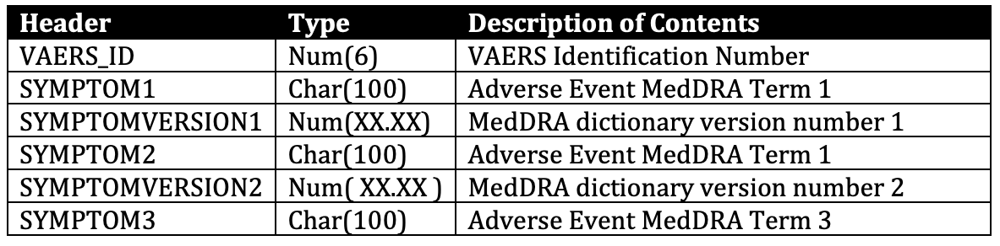 Header Type Description of Contents
VAERS_ID Num(6) VAERS Identification Number
SYMPTOM1 Char(100) Adverse Event MedDRA Term 1
SYMPTOMVERSION1 Num(XX.XX) MedDRA dictionary version number 1
SYMPTOM2 Char(100) Adverse Event MedDRA Term 1
SYMPTOMVERSION2 Num( XX.XX ) MedDRA dictionary version number 2
SYMPTOM3 Char(100) Adverse Event MedDRA Term 3